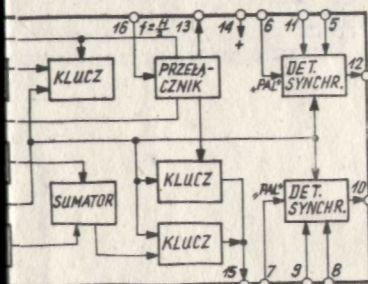 16 f=H/2 13 14 6 11 5
+
KLUCZ
PRZEŁĄ-
CZNIK
„PAL"
DET.
SYNCHR.
12
KLUCZ
SUMATOR
KLUCZ
„PAL"
DET.
SYNCHR.
10
15 7 9 8